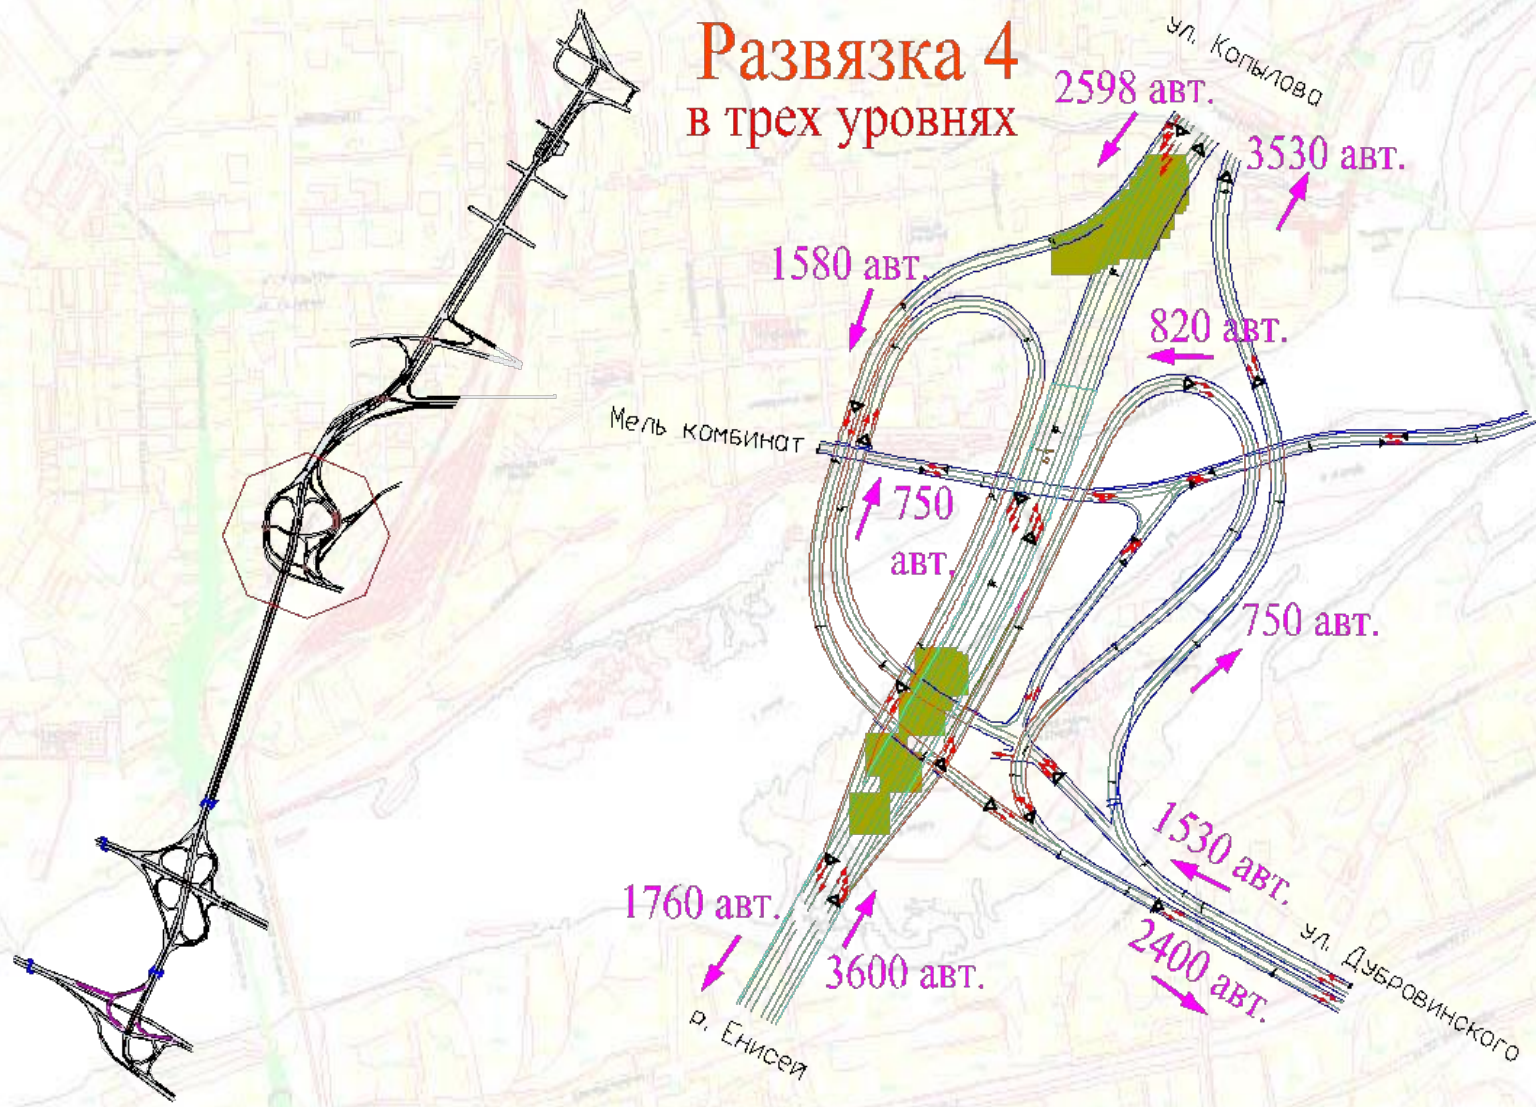 Развязка 4
в трех уровнях
ул. Копылова
2598 авт.
3530 авт.
1580 авт.
820 авт.
Мель комбинат
750
авт.
750 авт.
1530 авт.
1760 авт.
3600 авт.
2400 авт.
ул. Дубровинского
р. Енисей